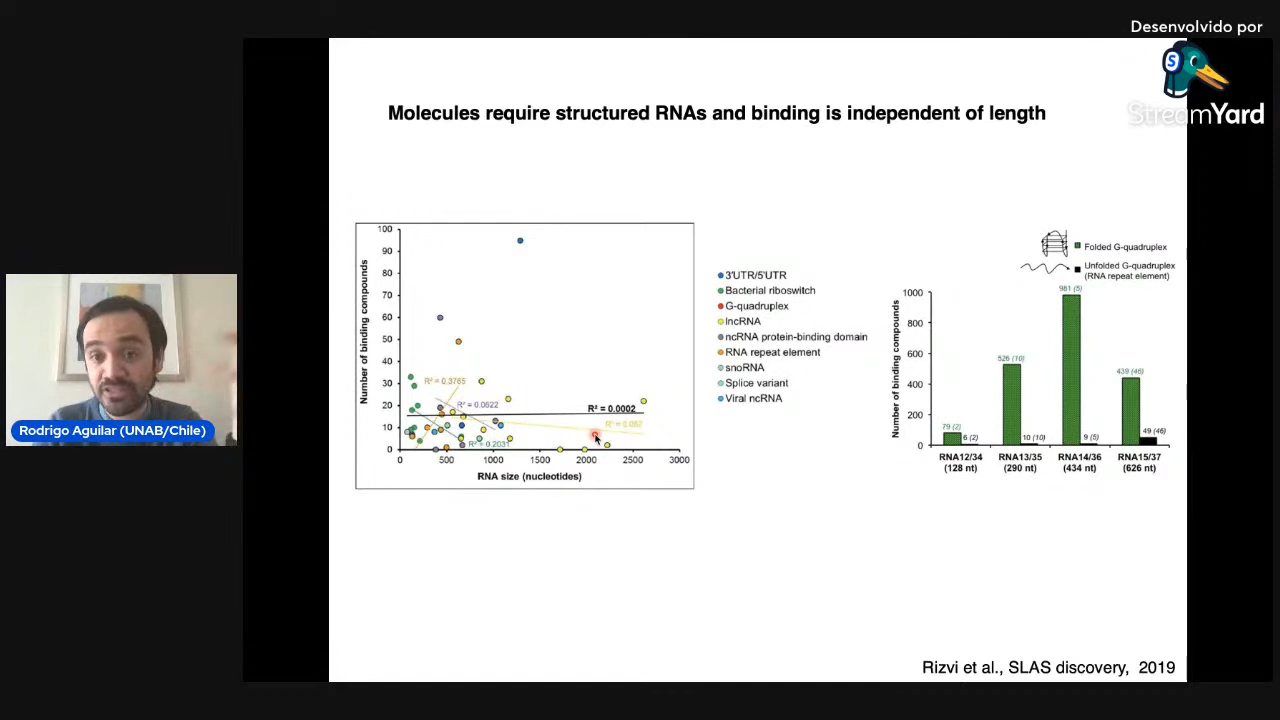 Desenvolvido por
StreamYard
Molecules require structured RNAs and binding is independent of length
Number of binding compounds
100
90
80
70
60
50
40
30
20
10
0
R² = 0.3765
R² = 0.0622
R² = 0.0002
R² = 0.062
R² = 0.2031
0 500 1000 1500 2000 2500 3000
RNA size (nucleotides)
3'UTR/5'UTR
Bacterial riboswitch
G-quadruplex
lncRNA
ncRNA protein-binding domain
RNA repeat element
snoRNA
Splice variant
Viral ncRNA
Folded G-quadruplex
Unfolded G-quadruplex
(RNA repeat element)
Number of binding compounds
1000
800
600
400
200
0
79 (2)
6 (2)
526 (10)
10 (10)
981 (5)
9 (5)
439 (46)
49 (46)
RNA12/34 RNA13/35 RNA14/36 RNA15/37
(128 nt) (290 nt) (434 nt) (626 nt)
Rodrigo Aguilar (UNAB/Chile)
Rizvi et al., SLAS discovery, 2019